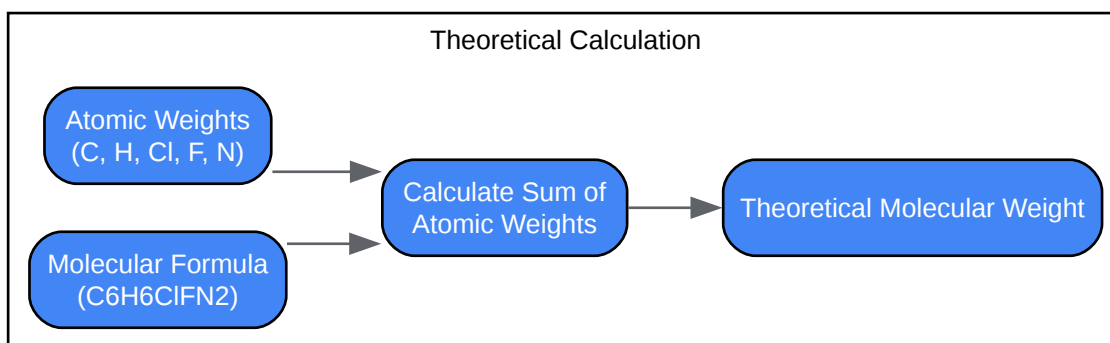 Theoretical Calculation
Atomic Weights
(C, H, Cl, F, N)
Molecular Formula
(C6H6ClFN2)
Calculate Sum of
Atomic Weights
Theoretical Molecular Weight